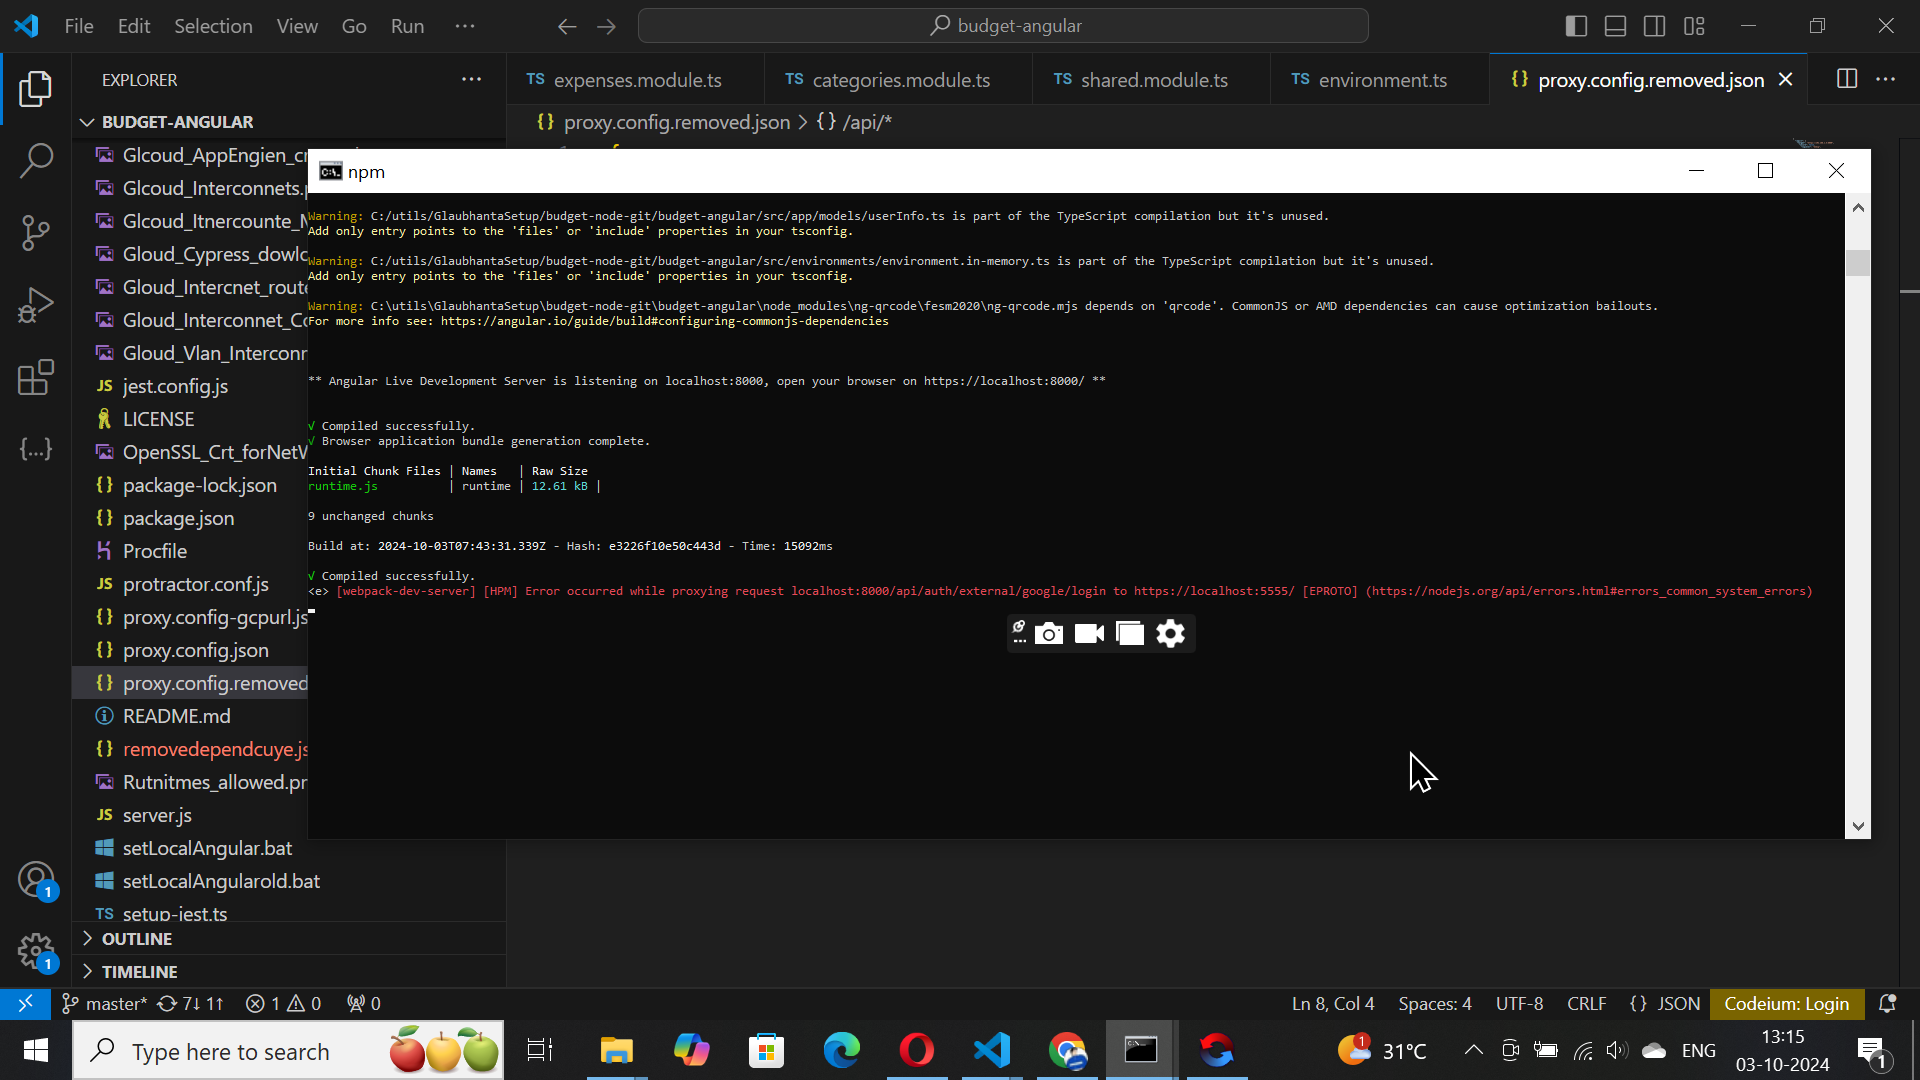 File Edit Selection View Go Run ···
budget-angular
EXPLORER ···
TS expenses.module.ts
TS categories.module.ts
TS shared.module.ts
TS environment.ts
{} proxy.config.removed.json
{} proxy.config.removed.json > {} /api/*
BUDGET-ANGULAR
Glcoud_AppEngien_cr
Glcoud_Interconnets.p
Glcoud_Itnercounte_M
Gloud_Cypress_dowlo
Gloud_Intercnet_route
Gloud_Interconnet_Co
Gloud_Vlan_Interconn
JS jest.config.js
LICENSE
OpenSSL_Crt_forNetW
{} package-lock.json
{} package.json
Procfile
JS protractor.conf.js
{} proxy.config-gcpurl.js
{} proxy.config.json
{} proxy.config.removed
README.md
{} removedependcuye.js
Rutnitmes_allowed.pr
JS server.js
setLocalAngular.bat
setLocalAngularold.bat
TS setup-jest.ts
OUTLINE
TIMELINE
npm
Warning: C:/utils/GlaubhantaSetup/budget-node-git/budget-angular/src/app/models/userInfo.ts is part of the TypeScript compilation but it's unused.
Add only entry points to the 'files' or 'include' properties in your tsconfig.
Warning: C:/utils/GlaubhantaSetup/budget-node-git/budget-angular/src/environments/environment.in-memory.ts is part of the TypeScript compilation but it's unused.
Add only entry points to the 'files' or 'include' properties in your tsconfig.
Warning: C:\utils\GlaubhantaSetup\budget-node-git\budget-angular\node_modules\ng-qrcode\fesm2020\ng-qrcode.mjs depends on 'qrcode'. CommonJS or AMD dependencies can cause optimization bailouts.
For more info see: https://angular.io/guide/build#configuring-commonjs-dependencies
** Angular Live Development Server is listening on localhost:8000, open your browser on https://localhost:8000/ **
√ Compiled successfully.
√ Browser application bundle generation complete.
Initial Chunk Files | Names | Raw Size
runtime.js | runtime | 12.61 kB |
9 unchanged chunks
Build at: 2024-10-03T07:43:31.339Z - Hash: e3226f10e50c443d - Time: 15092ms
√ Compiled successfully.
<e> [webpack-dev-server] [HPM] Error occurred while proxying request localhost:8000/api/auth/external/google/login to https://localhost:5555/ [EPROTO] (https://nodejs.org/api/errors.html#errors_common_system_errors)
1
1
master* 7↓ 1↑ 1 0 0
Ln 8, Col 4 Spaces: 4 UTF-8 CRLF {} JSON Codeium: Login
Type here to search
1
31°C
ENG
13:15
03-10-2024
1